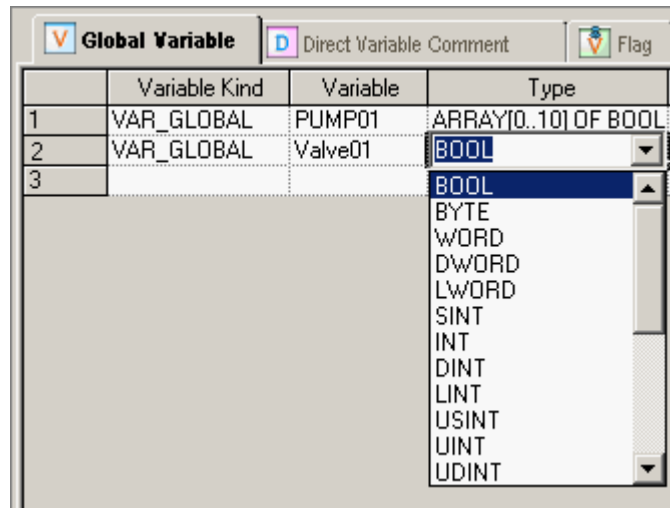 V Global Variable D Direct Variable Comment V Flag
Variable Kind Variable Type
1 VAR_GLOBAL PUMP01 ARRAY[0..10] OF BOOL
2 VAR_GLOBAL Valve01 BOOL
3
BOOL
BYTE
WORD
DWORD
LWORD
SINT
INT
DINT
LINT
USINT
UINT
UDINT